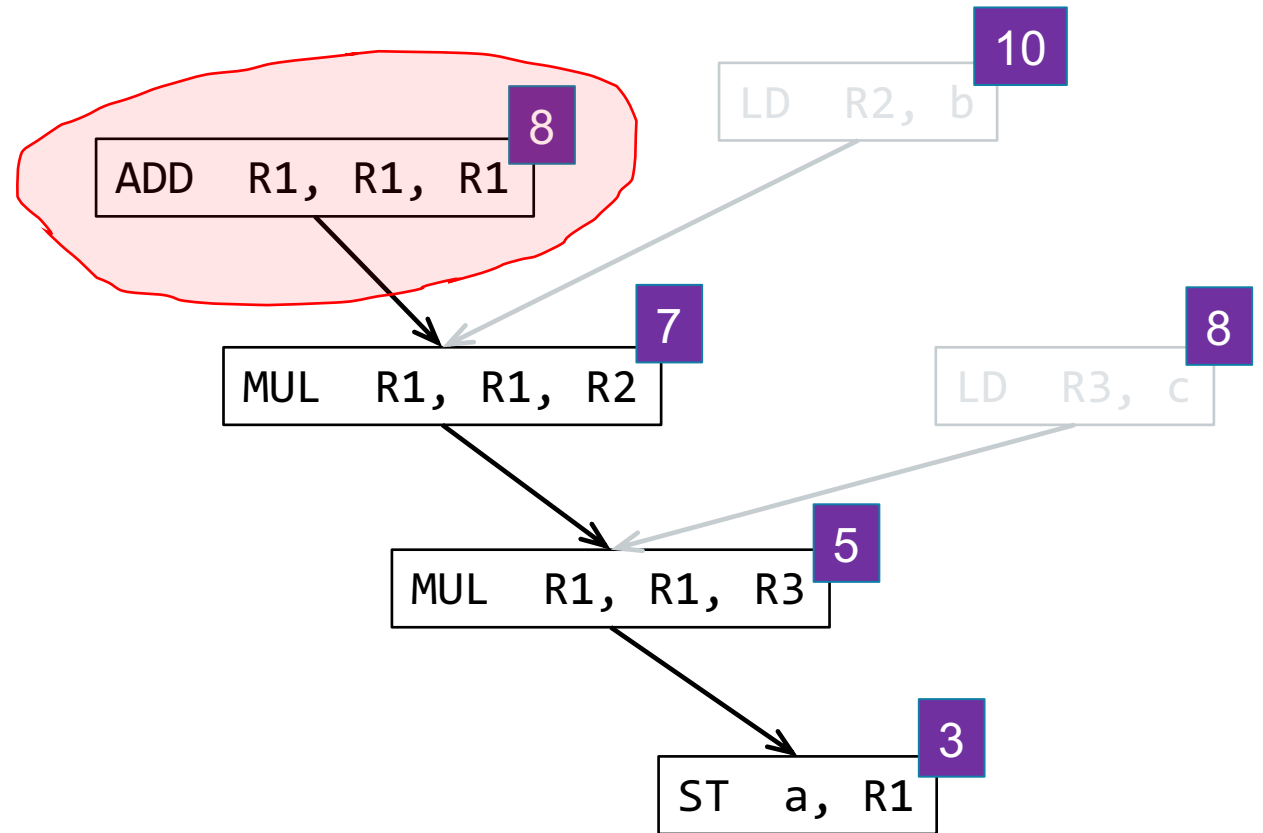 10
LD R2, b
8
ADD R1, R1, R1
7
MUL R1, R1, R2
8
LD R3, c
5
MUL R1, R1, R3
3
ST a, R1